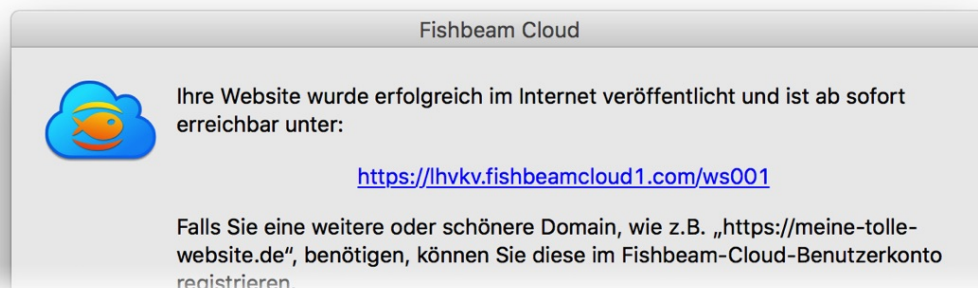 Fishbeam Cloud
Ihre Website wurde erfolgreich im Internet veröffentlicht und ist ab sofort
erreichbar unter:
https://lhvkv.fishbeamcloud1.com/ws001
Falls Sie eine weitere oder schönere Domain, wie z.B. „https://meine-tolle-
website.de“, benötigen, können Sie diese im Fishbeam-Cloud-Benutzerkonto
registrieren.